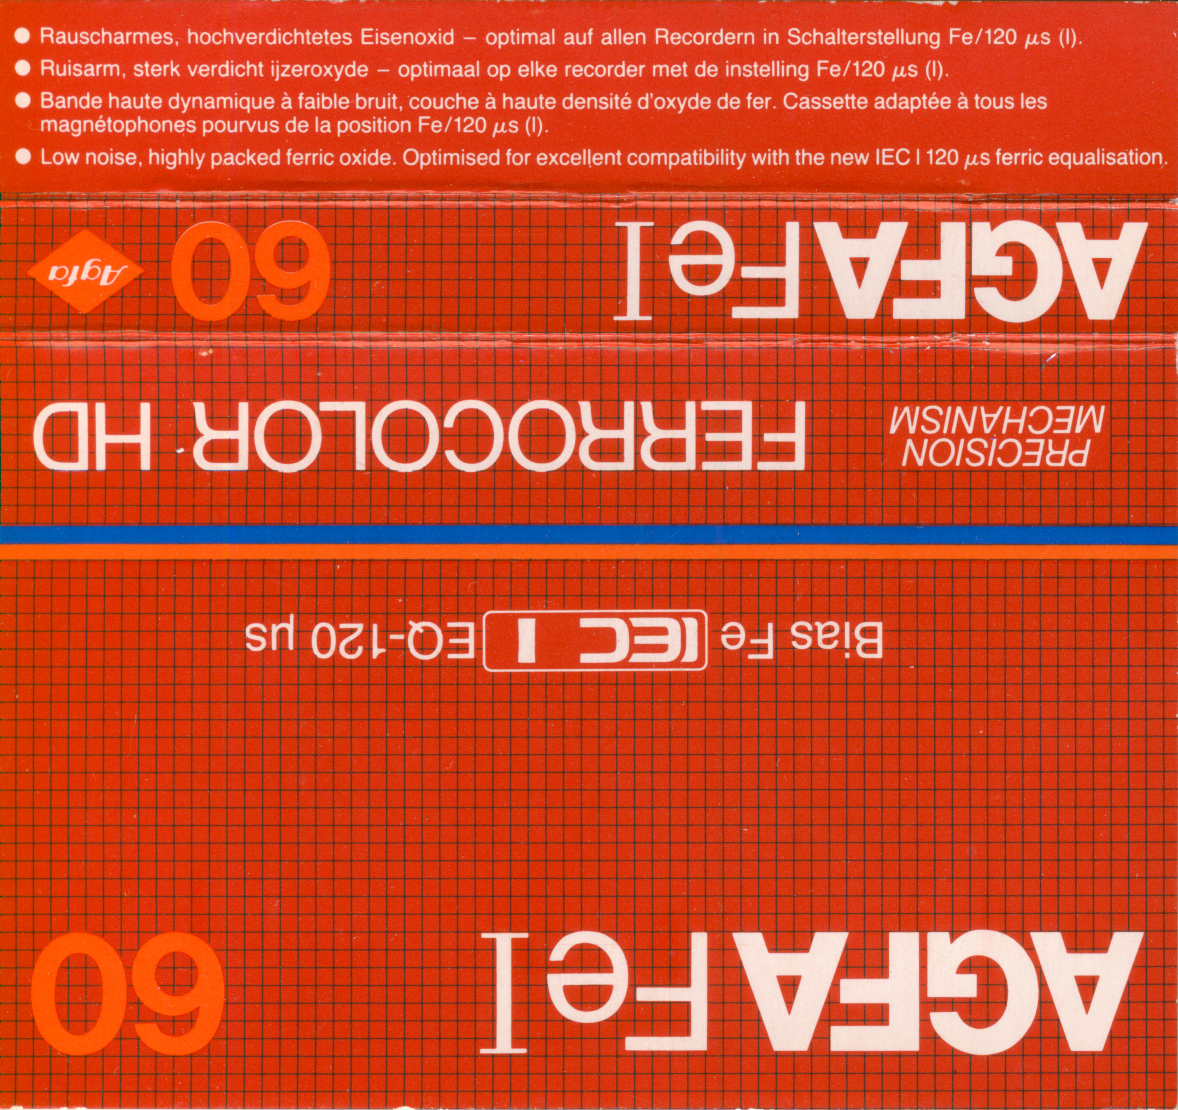 ● Rauscharmes, hochverdichtetes Eisenoxid – optimal auf allen Recordern in Schalterstellung Fe/120 µs (I).
● Ruisarm, sterk verdicht ijzeroxyde – optimaal op elke recorder met de instelling Fe/120 µs (I).
● Bande haute dynamique à faible bruit, couche à haute densité d'oxyde de fer. Cassette adaptée à tous les
magnétophones pourvus de la position Fe/120 µs (I).
● Low noise, highly packed ferric oxide. Optimised for excellent compatibility with the new IEC I 120 µs ferric equalisation.
AGFA Fe I 60 Agfa
PRECISION
MECHANISM
FERROCOLOR HD
Bias Fe IEC I EQ-120 µs
AGFA Fe I 60